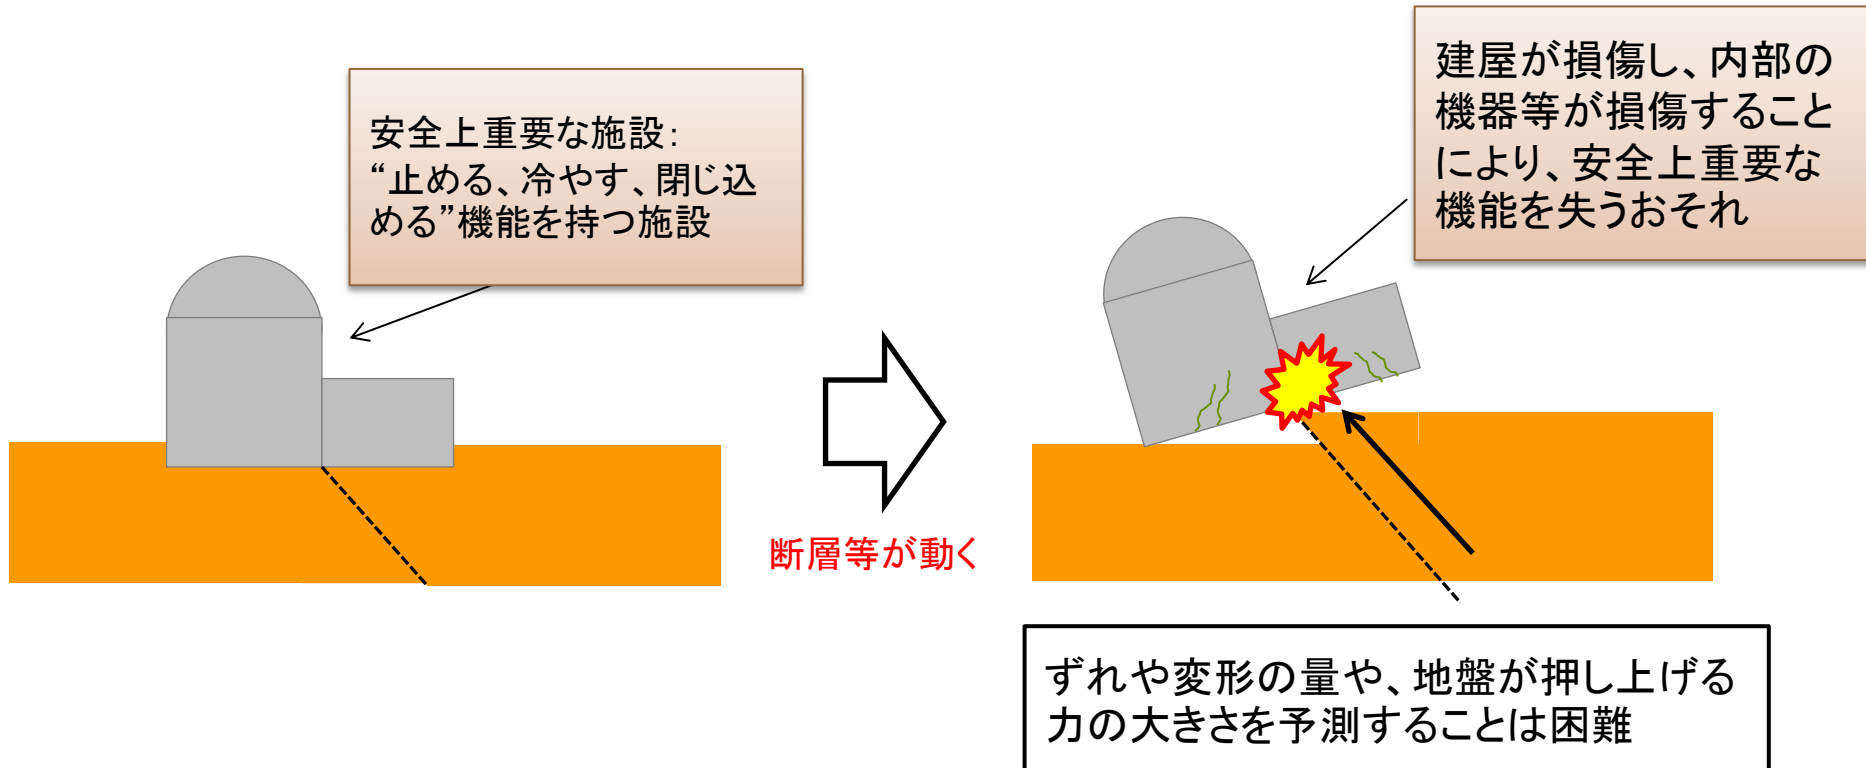 安全上重要な施設：
“止める、冷やす、閉じ込
める”機能を持つ施設
建屋が損傷し、内部の
機器等が損傷すること
により、安全上重要な
機能を失うおそれ
断層等が動く
ずれや変形の量や、地盤が押し上げる
力の大きさを予測することは困難